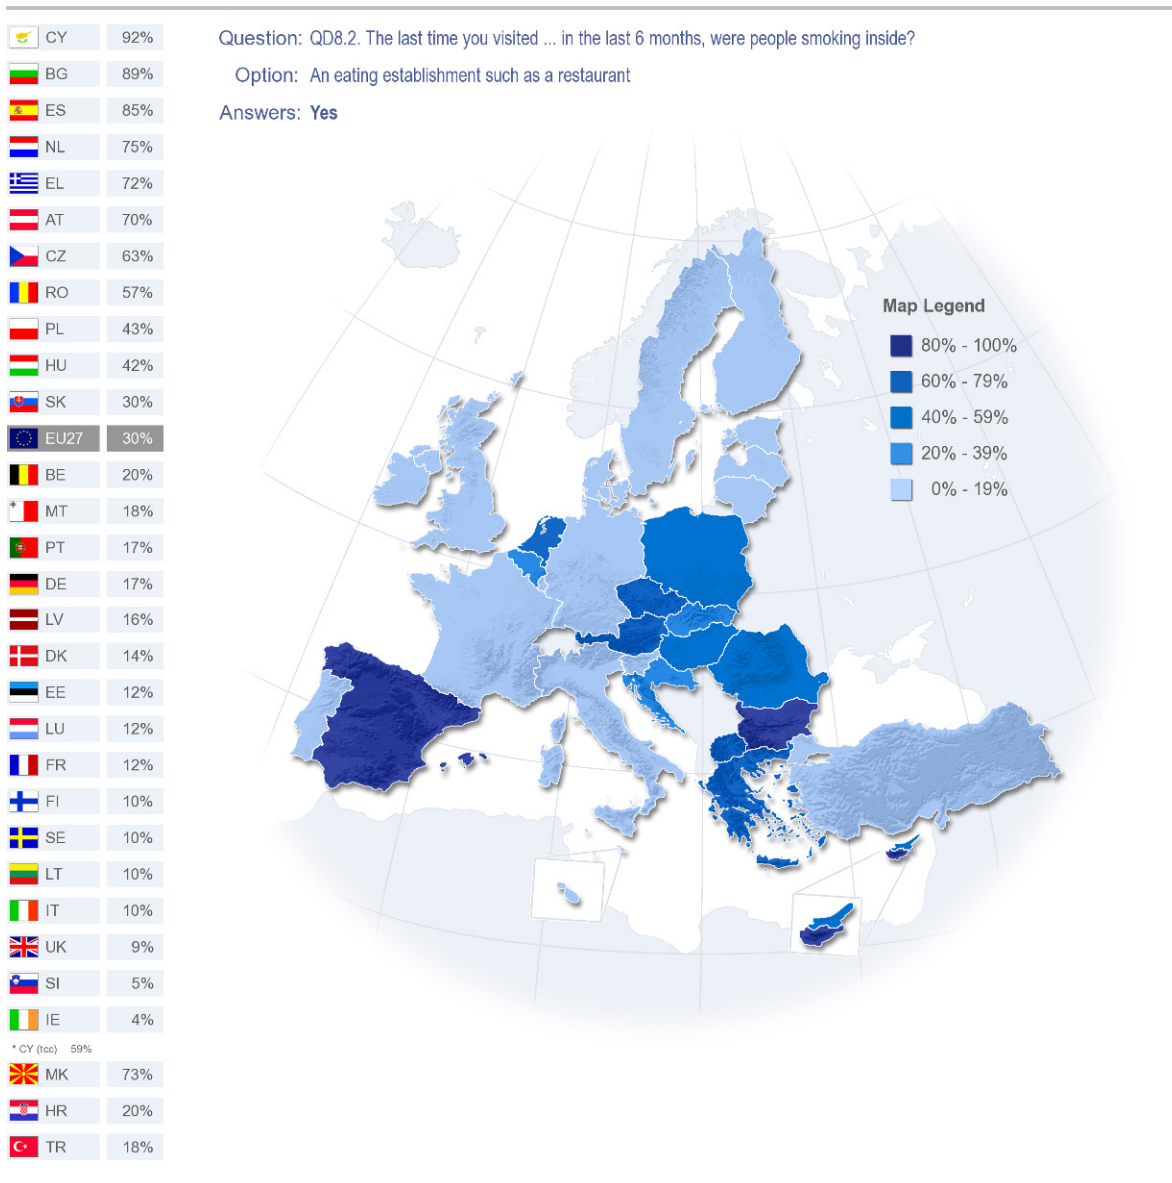 Question: QD8.2. The last time you visited ... in the last 6 months, were people smoking inside?
Option: An eating establishment such as a restaurant
Answers: Yes
CY 92%
BG 89%
ES 85%
NL 75%
EL 72%
AT 70%
CZ 63%
RO 57%
PL 43%
HU 42%
SK 30%
EU27 30%
BE 20%
MT 18%
PT 17%
DE 17%
LV 16%
DK 14%
EE 12%
LU 12%
FR 12%
FI 10%
SE 10%
LT 10%
IT 10%
UK 9%
SI 5%
IE 4%
* CY (tcc) 59%
MK 73%
HR 20%
TR 18%
Map Legend
80% - 100%
60% - 79%
40% - 59%
20% - 39%
0% - 19%